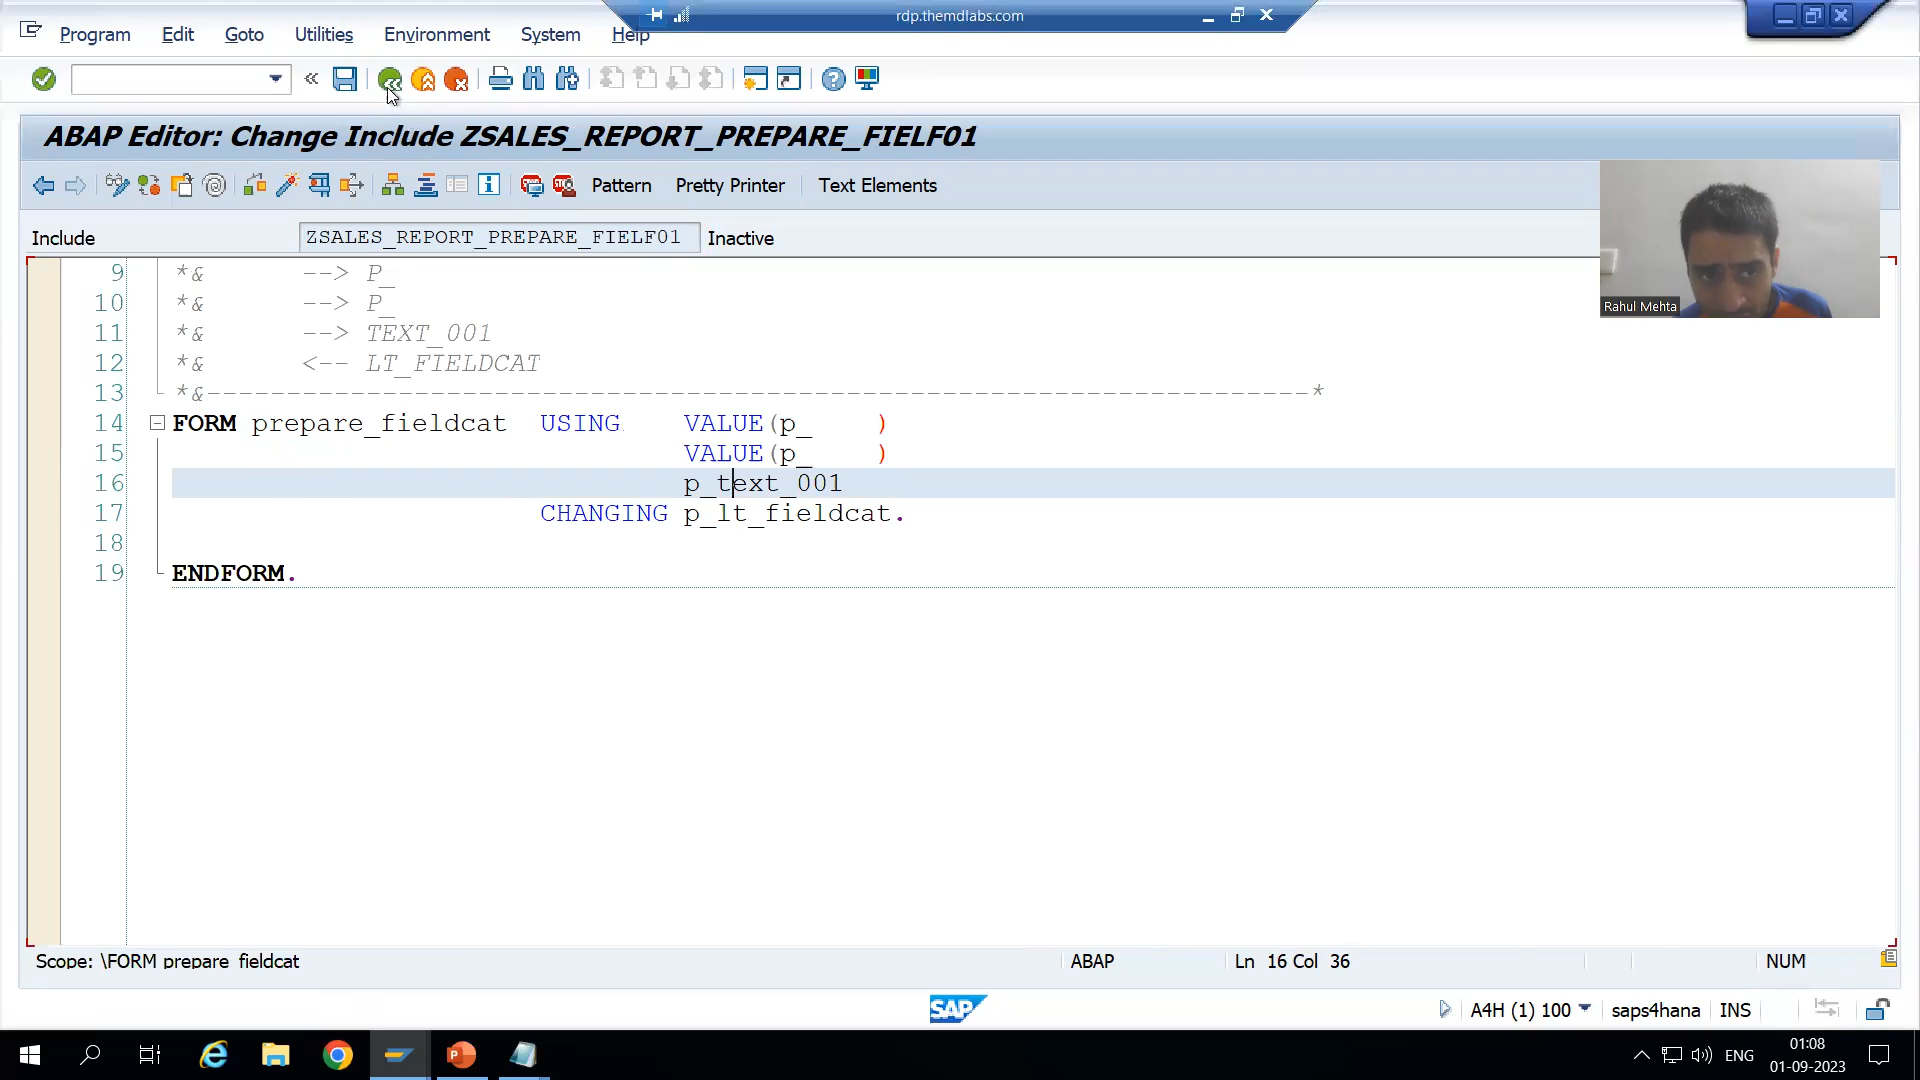 rdp.themdlabs.com
Program Edit Goto Utilities Environment System Help
ABAP Editor: Change Include ZSALES_REPORT_PREPARE_FIELF01
Pattern Pretty Printer Text Elements
Include ZSALES_REPORT_PREPARE_FIELF01 Inactive
Rahul Mehta
9 *& --> P_
10 *& --> P_
11 *& --> TEXT_001
12 *& <-- LT_FIELDCAT
13 *&---------------------------------------------------------------------*
14 FORM prepare_fieldcat USING VALUE(p_ )
15 VALUE(p_ )
16 p_text_001
17 CHANGING p_lt_fieldcat.
18
19 ENDFORM.
Scope: \FORM prepare_fieldcat ABAP Ln 16 Col 36 NUM
SAP A4H (1) 100 saps4hana INS
ENG 01:08
01-09-2023